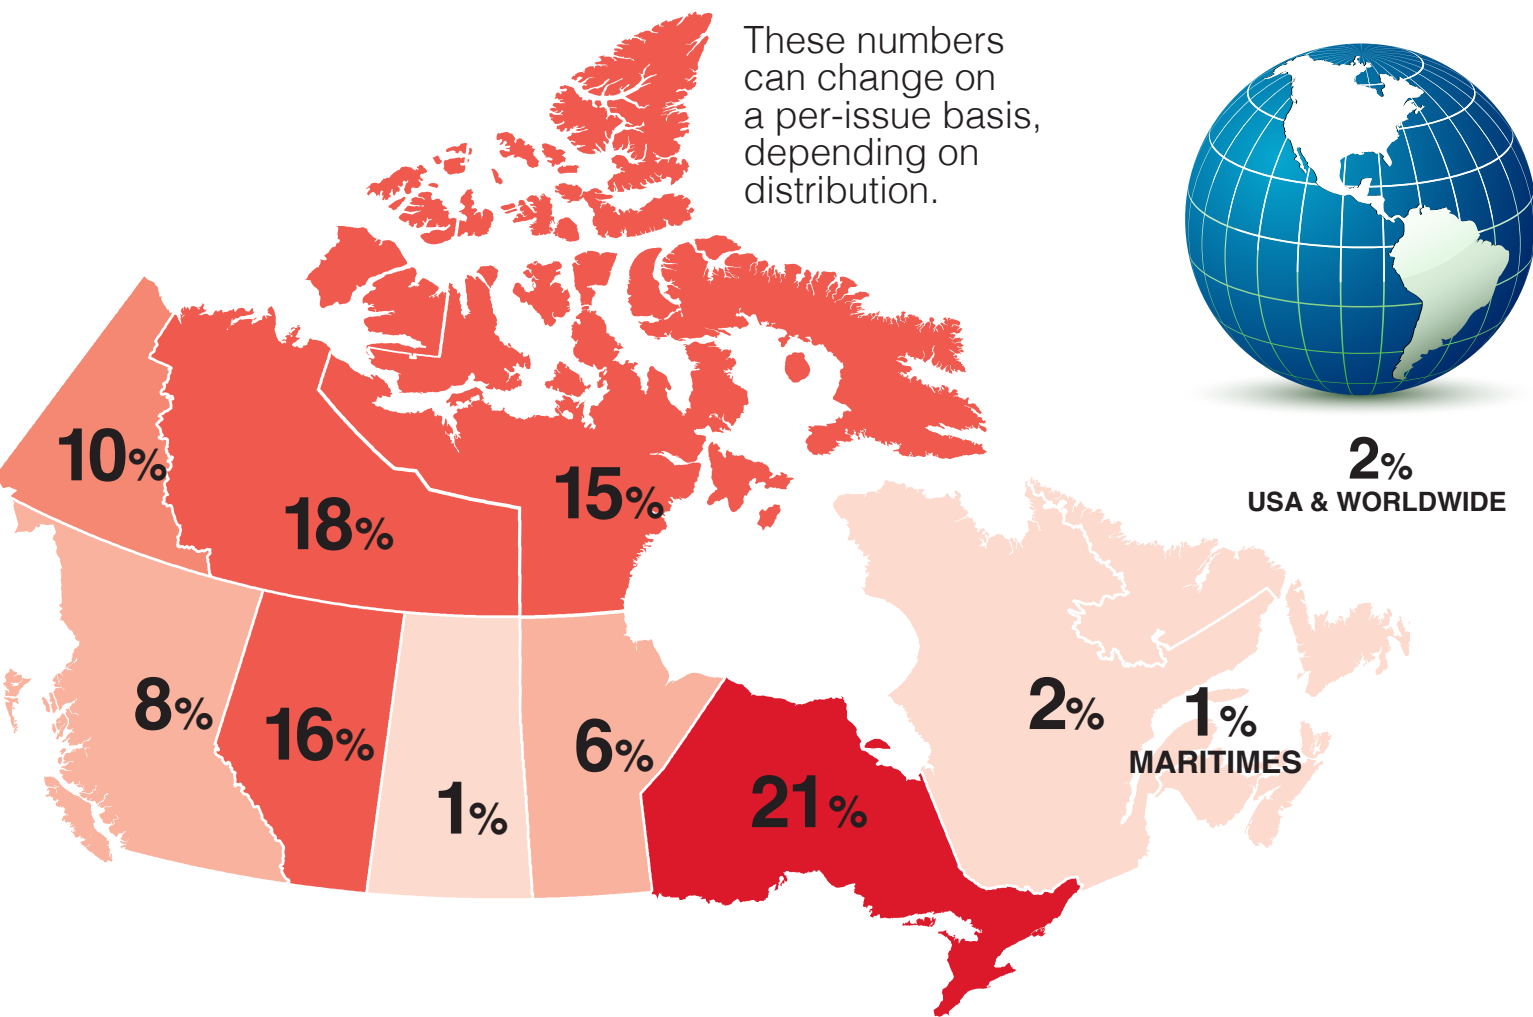 These numbers
can change on
a per-issue basis,
depending on
distribution.
10%
18%
15%
2%
USA & WORLDWIDE
8%
16%
1%
6%
21%
2%
1%
MARITIMES